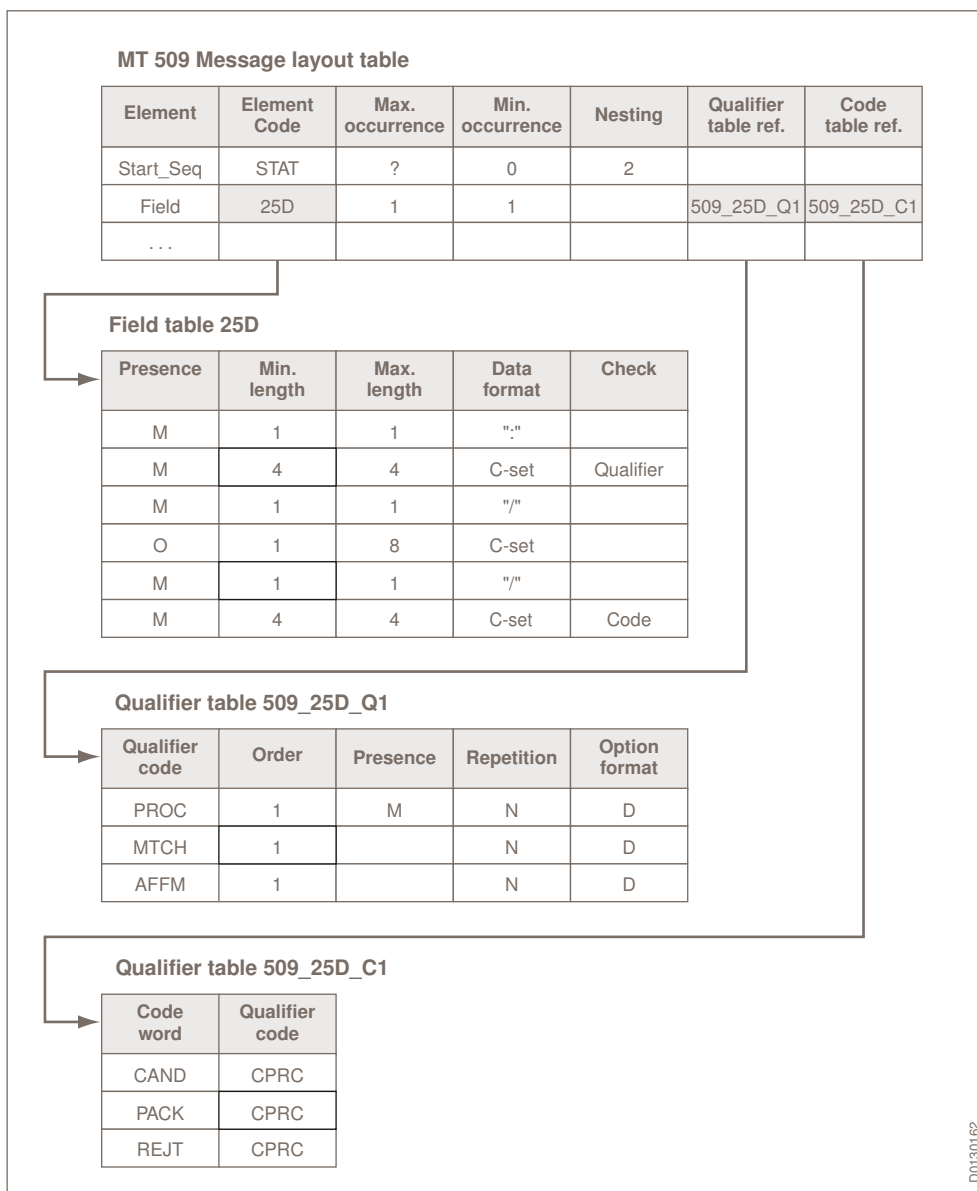 MT 509 Message layout table
Element Element Code Max. occurrence Min. occurrence Nesting Qualifier table ref. Code table ref.
Start_Seq STAT ? 0 2
Field 25D 1 1 509_25D_Q1 509_25D_C1
. . .
Field table 25D
Presence Min. length Max. length Data format Check
M 1 1 ":"
M 4 4 C-set Qualifier
M 1 1 "/"
O 1 8 C-set
M 1 1 "/"
M 4 4 C-set Code
Qualifier table 509_25D_Q1
Qualifier code Order Presence Repetition Option format
PROC 1 M N D
MTCH 1 N D
AFFM 1 N D
Qualifier table 509_25D_C1
Code word Qualifier code
CAND CPRC
PACK CPRC
REJT CPRC
D0130162